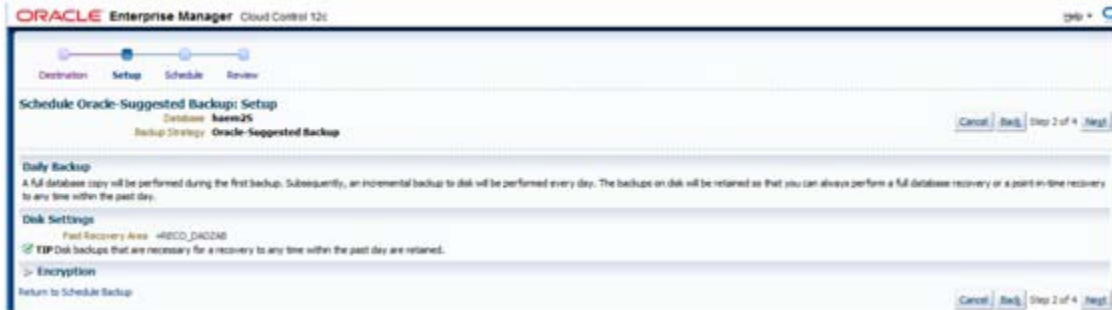 ORACLE Enterprise Manager Cloud Control 12c
Help
Destination Setup Schedule Review
Schedule Oracle-Suggested Backup: Setup
Database haem25
Backup Strategy Oracle-Suggested Backup
Cancel Back Step 2 of 4 Next
Daily Backup
A full database copy will be performed during the first backup. Subsequently, an incremental backup to disk will be performed every day. The backups on disk will be retained so that you can always perform a full database recovery or a point-in-time recovery
to any time within the past day.
Disk Settings
Fast Recovery Area
TIP Disk backups that are necessary for a recovery to any time within the past day are retained.
> Encryption
Return to Schedule Backup
Cancel Back Step 2 of 4 Next